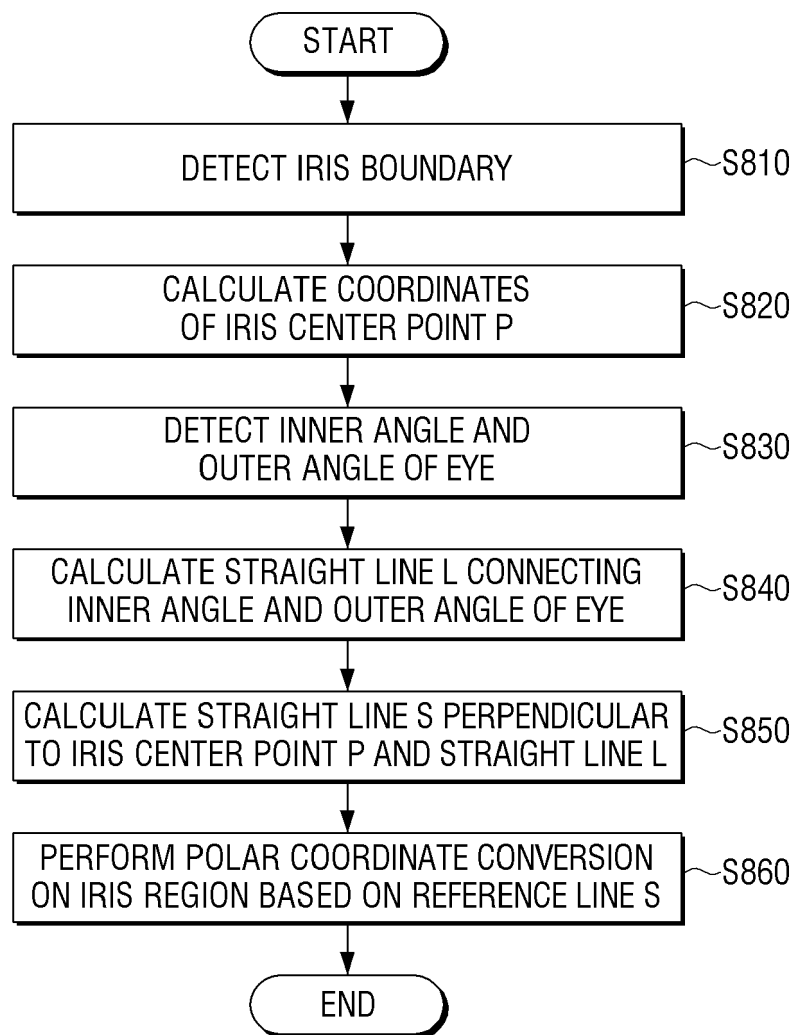 START
DETECT IRIS BOUNDARY
S810
CALCULATE COORDINATES
OF IRIS CENTER POINT P
S820
DETECT INNER ANGLE AND
OUTER ANGLE OF EYE
S830
CALCULATE STRAIGHT LINE L CONNECTING
INNER ANGLE AND OUTER ANGLE OF EYE
S840
CALCULATE STRAIGHT LINE S PERPENDICULAR
TO IRIS CENTER POINT P AND STRAIGHT LINE L
S850
PERFORM POLAR COORDINATE CONVERSION
ON IRIS REGION BASED ON REFERENCE LINE S
S860
END